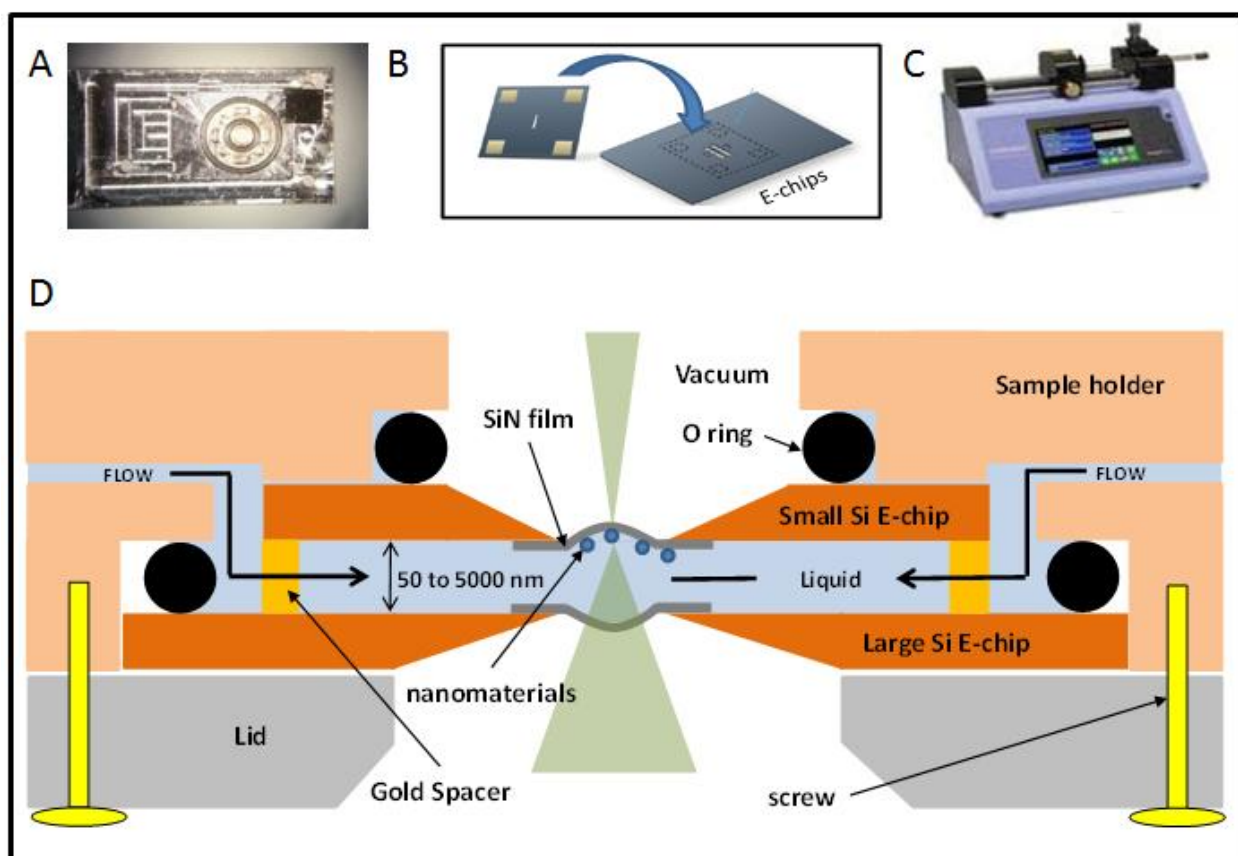 A
B
C
E-chips
D
Vacuum
Sample holder
SiN film
O ring
FLOW
FLOW
Small Si E-chip
50 to 5000 nm
Liquid
Large Si E-chip
nanomaterials
Lid
Gold Spacer
screw